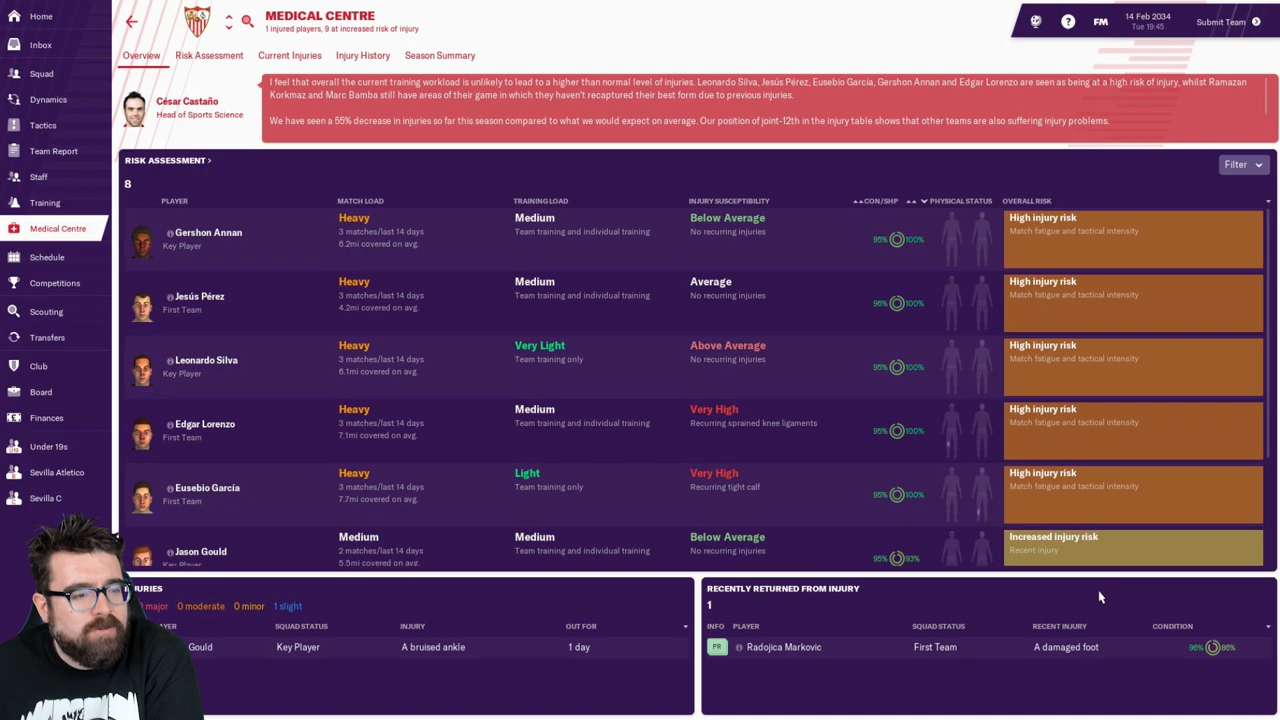 Home
Inbox
Squad
Dynamics
Tactics
Team Report
Staff
Training
Medical Centre
Schedule
Competitions
Scouting
Transfers
Club
Board
Finances
Under 19s
Sevilla Atletico
Sevilla C
MEDICAL CENTRE
1 injured players, 9 at increased risk of injury
FM
14 Feb 2034
Tue 19:45
Submit Team
Overview Risk Assessment Current Injuries Injury History Season Summary
César Castaño
Head of Sports Science
I feel that overall the current training workload is unlikely to lead to a higher than normal level of injuries. Leonardo Silva, Jesús Pérez, Eusebio García, Gershon Annan and Edgar Lorenzo are seen as being at a high risk of injury, whilst Ramazan
Korkmaz and Marc Bamba still have areas of their game in which they haven't recaptured their best form due to previous injuries.
We have seen a 55% decrease in injuries so far this season compared to what we would expect on average. Our position of joint-12th in the injury table shows that other teams are also suffering injury problems.
RISK ASSESSMENT >
Filter
8
PLAYER MATCH LOAD TRAINING LOAD INJURY SUSCEPTIBILITY CON/SHP PHYSICAL STATUS OVERALL RISK
Gershon Annan
Key Player
Heavy
3 matches/last 14 days
6.2mi covered on avg.
Medium
Team training and individual training
Below Average
No recurring injuries
95% 100%
High injury risk
Match fatigue and tactical intensity
Jesús Pérez
First Team
Heavy
3 matches/last 14 days
4.2mi covered on avg.
Medium
Team training and individual training
Average
No recurring injuries
96% 100%
High injury risk
Match fatigue and tactical intensity
Leonardo Silva
Key Player
Heavy
3 matches/last 14 days
6.1mi covered on avg.
Very Light
Team training only
Above Average
No recurring injuries
95% 100%
High injury risk
Match fatigue and tactical intensity
Edgar Lorenzo
First Team
Heavy
3 matches/last 14 days
7.1mi covered on avg.
Medium
Team training and individual training
Very High
Recurring sprained knee ligaments
95% 100%
High injury risk
Match fatigue and tactical intensity
Eusebio García
First Team
Heavy
3 matches/last 14 days
7.7mi covered on avg.
Light
Team training only
Very High
Recurring tight calf
95% 100%
High injury risk
Match fatigue and tactical intensity
Jason Gould
Key Player
Medium
2 matches/last 14 days
5.5mi covered on avg.
Medium
Team training and individual training
Below Average
No recurring injuries
95% 93%
Increased injury risk
Recent injury
major 0 moderate 0 minor 1 slight
SQUAD STATUS INJURY OUT FOR
Gould Key Player A bruised ankle 1 day
RECENTLY RETURNED FROM INJURY
1
INFO PLAYER SQUAD STATUS RECENT INJURY CONDITION
PR Radojica Markovic First Team A damaged foot 96% 86%